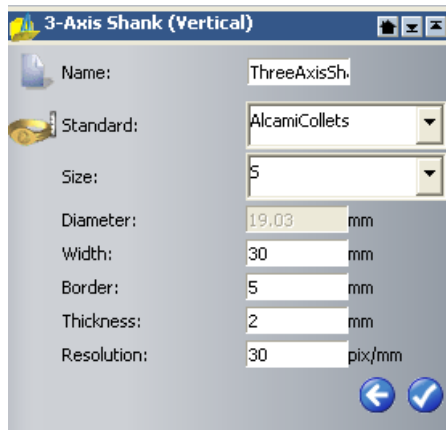 3-Axis Shank (Vertical)
Name: ThreeAxisSh
Standard: AlcamiCollets
Size: 5
Diameter: 19.03 mm
Width: 30 mm
Border: 5 mm
Thickness: 2 mm
Resolution: 30 pix/mm